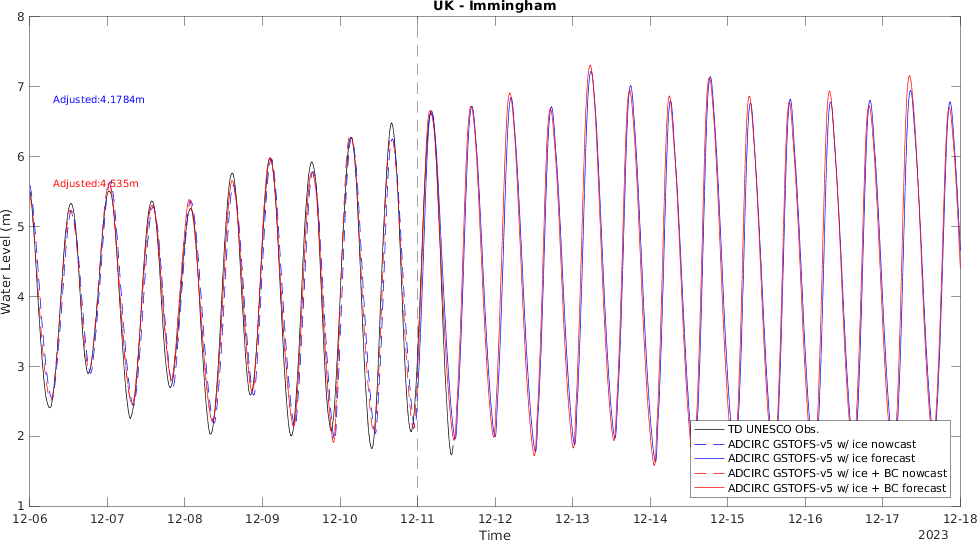 UK - Immingham
8
7
6
5
4
3
2
1
Water Level (m)
Adjusted:4.1784m
Adjusted:4.535m
TD UNESCO Obs.
ADCIRC GSTOFS-v5 w/ ice nowcast
ADCIRC GSTOFS-v5 w/ ice forecast
ADCIRC GSTOFS-v5 w/ ice + BC nowcast
ADCIRC GSTOFS-v5 w/ ice + BC forecast
12-06 12-07 12-08 12-09 12-10 12-11 12-12 12-13 12-14 12-15 12-16 12-17 12-18
Time
2023